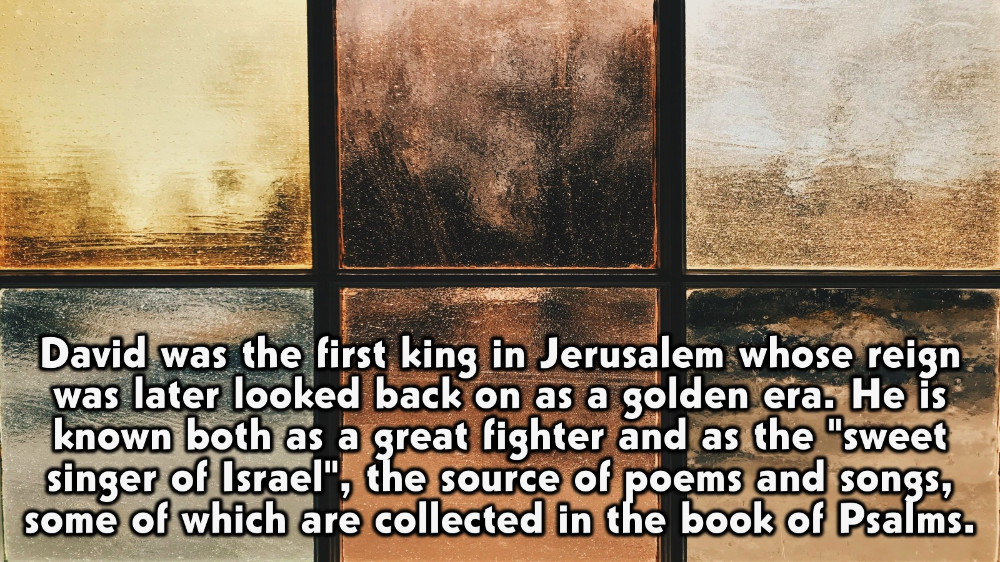 David was the first king in Jerusalem whose reign
was later looked back on as a golden era. He is
known both as a great fighter and as the "sweet
singer of Israel", the source of poems and songs,
some of which are collected in the book of Psalms.